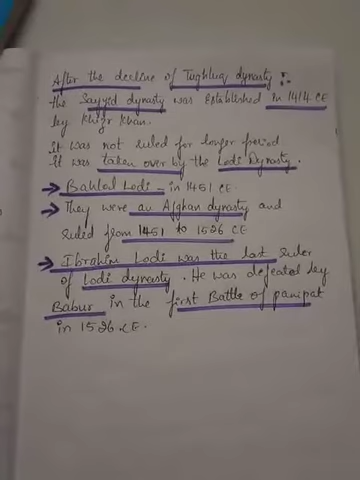 After the decline of Tughluq dynasty :-
the Sayyid dynasty was established in 1414 CE
by Khizr Khan.
It was not ruled for longer period
It was taken over by the Lodi Dynasty.
→ Bahlol Lodi - in 1451 CE.
→ They were an Afghan dynasty and
ruled from 1451 to 1526 CE
→ Ibrahim Lodi was the last ruler
of Lodi dynasty. He was defeated by
Babur in the first Battle of panipat
in 1526 CE.